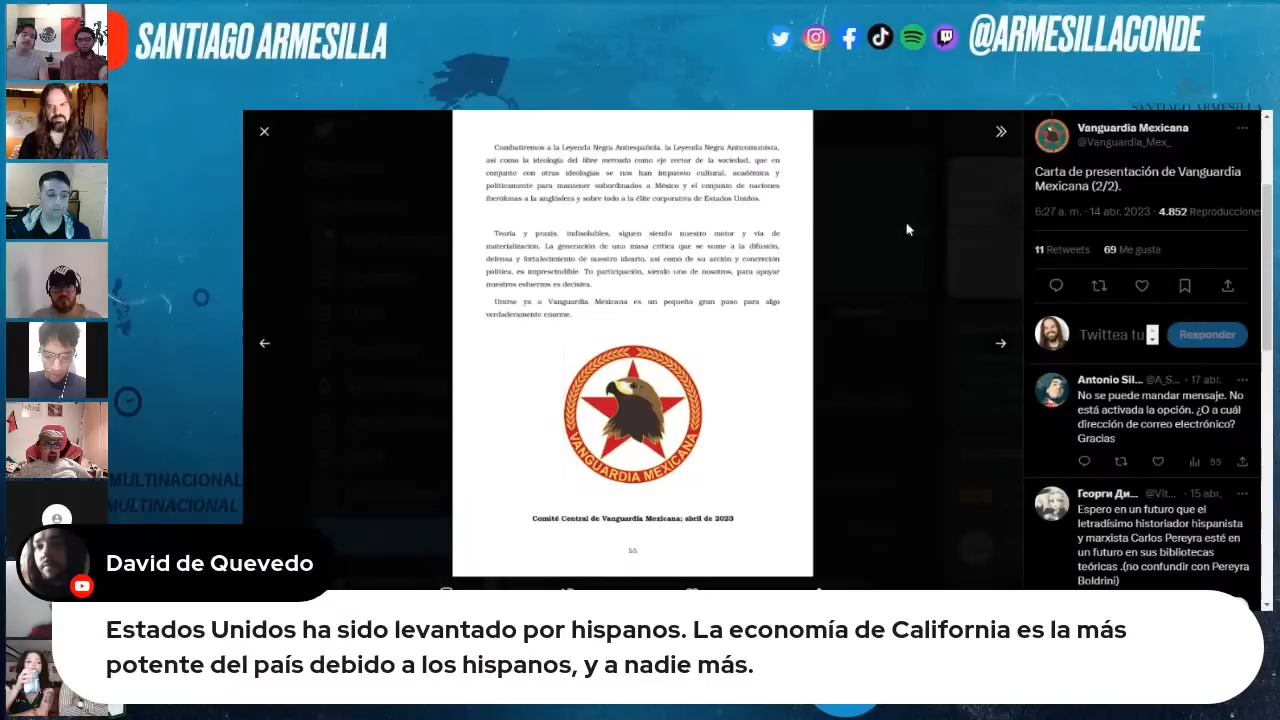 SANTIAGO ARMESILLA
@ARMESILLACONDE
SANTIAGO ARMESILLA
Combatiremos a la Leyenda Negra Antiespañola, la Leyenda Negra Anticomunista,
así como la ideología del libre mercado como eje rector de la sociedad, que en
conjunto con otras ideologías se nos han impuesto cultural, académica y
políticamente para mantener subordinados a México y el conjunto de naciones
iberófonas a la anglósfera y sobre todo a la élite corporativa de Estados Unidos.
Teoría y praxis, indisolubles, siguen siendo nuestro motor y vía de
materialización. La generación de una masa crítica que se sume a la difusión,
defensa y fortalecimiento de nuestro ideario, así como de su acción y concreción
política, es imprescindible. Tu participación, siendo uno de nosotros, para apoyar
nuestros esfuerzos es decisiva.
Unirse ya a Vanguardia Mexicana es un pequeño gran paso para algo
verdaderamente enorme.
VANGUARDIA MEXICANA
Comité Central de Vanguardia Mexicana; abril de 2023
55
Vanguardia Mexicana
@Vanguardia_Mex_
Carta de presentación de Vanguardia
Mexicana (2/2).
6:27 a. m. · 14 abr. 2023 · 4.852 Reproducciones
11 Retweets 69 Me gusta
Twittea tu
Responder
Antonio Sil... @A_S... · 17 abr.
No se puede mandar mensaje. No
está activada la opción. ¿O a cuál
dirección de correo electrónico?
Gracias
55
Георги Ди... @Vit... · 15 abr.
Espero en un futuro que el
letradísimo historiador hispanista
y marxista Carlos Pereyra esté en
un futuro en sus bibliotecas
teóricas .(no confundir con Pereyra
Boldrini)
MULTINACIONAL
MULTINACIONAL
David de Quevedo
Estados Unidos ha sido levantado por hispanos. La economía de California es la más
potente del país debido a los hispanos, y a nadie más.